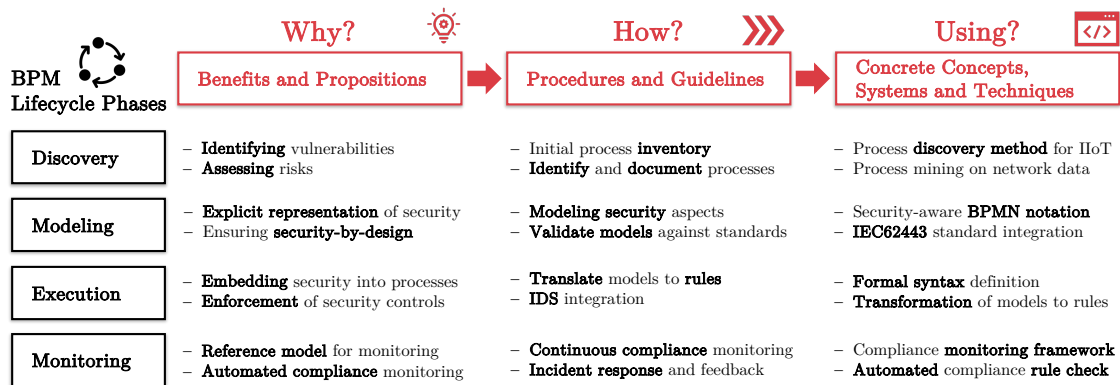 Why?
How?
Using?
</>
BPM
Lifecycle Phases
Benefits and Propositions
Procedures and Guidelines
Concrete Concepts,
Systems and Techniques
Discovery
– Identifying vulnerabilities
– Assessing risks
– Initial process inventory
– Identify and document processes
– Process discovery method for IIoT
– Process mining on network data
Modeling
– Explicit representation of security
– Ensuring security-by-design
– Modeling security aspects
– Validate models against standards
– Security-aware BPMN notation
– IEC62443 standard integration
Execution
– Embedding security into processes
– Enforcement of security controls
– Translate models to rules
– IDS integration
– Formal syntax definition
– Transformation of models to rules
Monitoring
– Reference model for monitoring
– Automated compliance monitoring
– Continuous compliance monitoring
– Incident response and feedback
– Compliance monitoring framework
– Automated compliance rule check